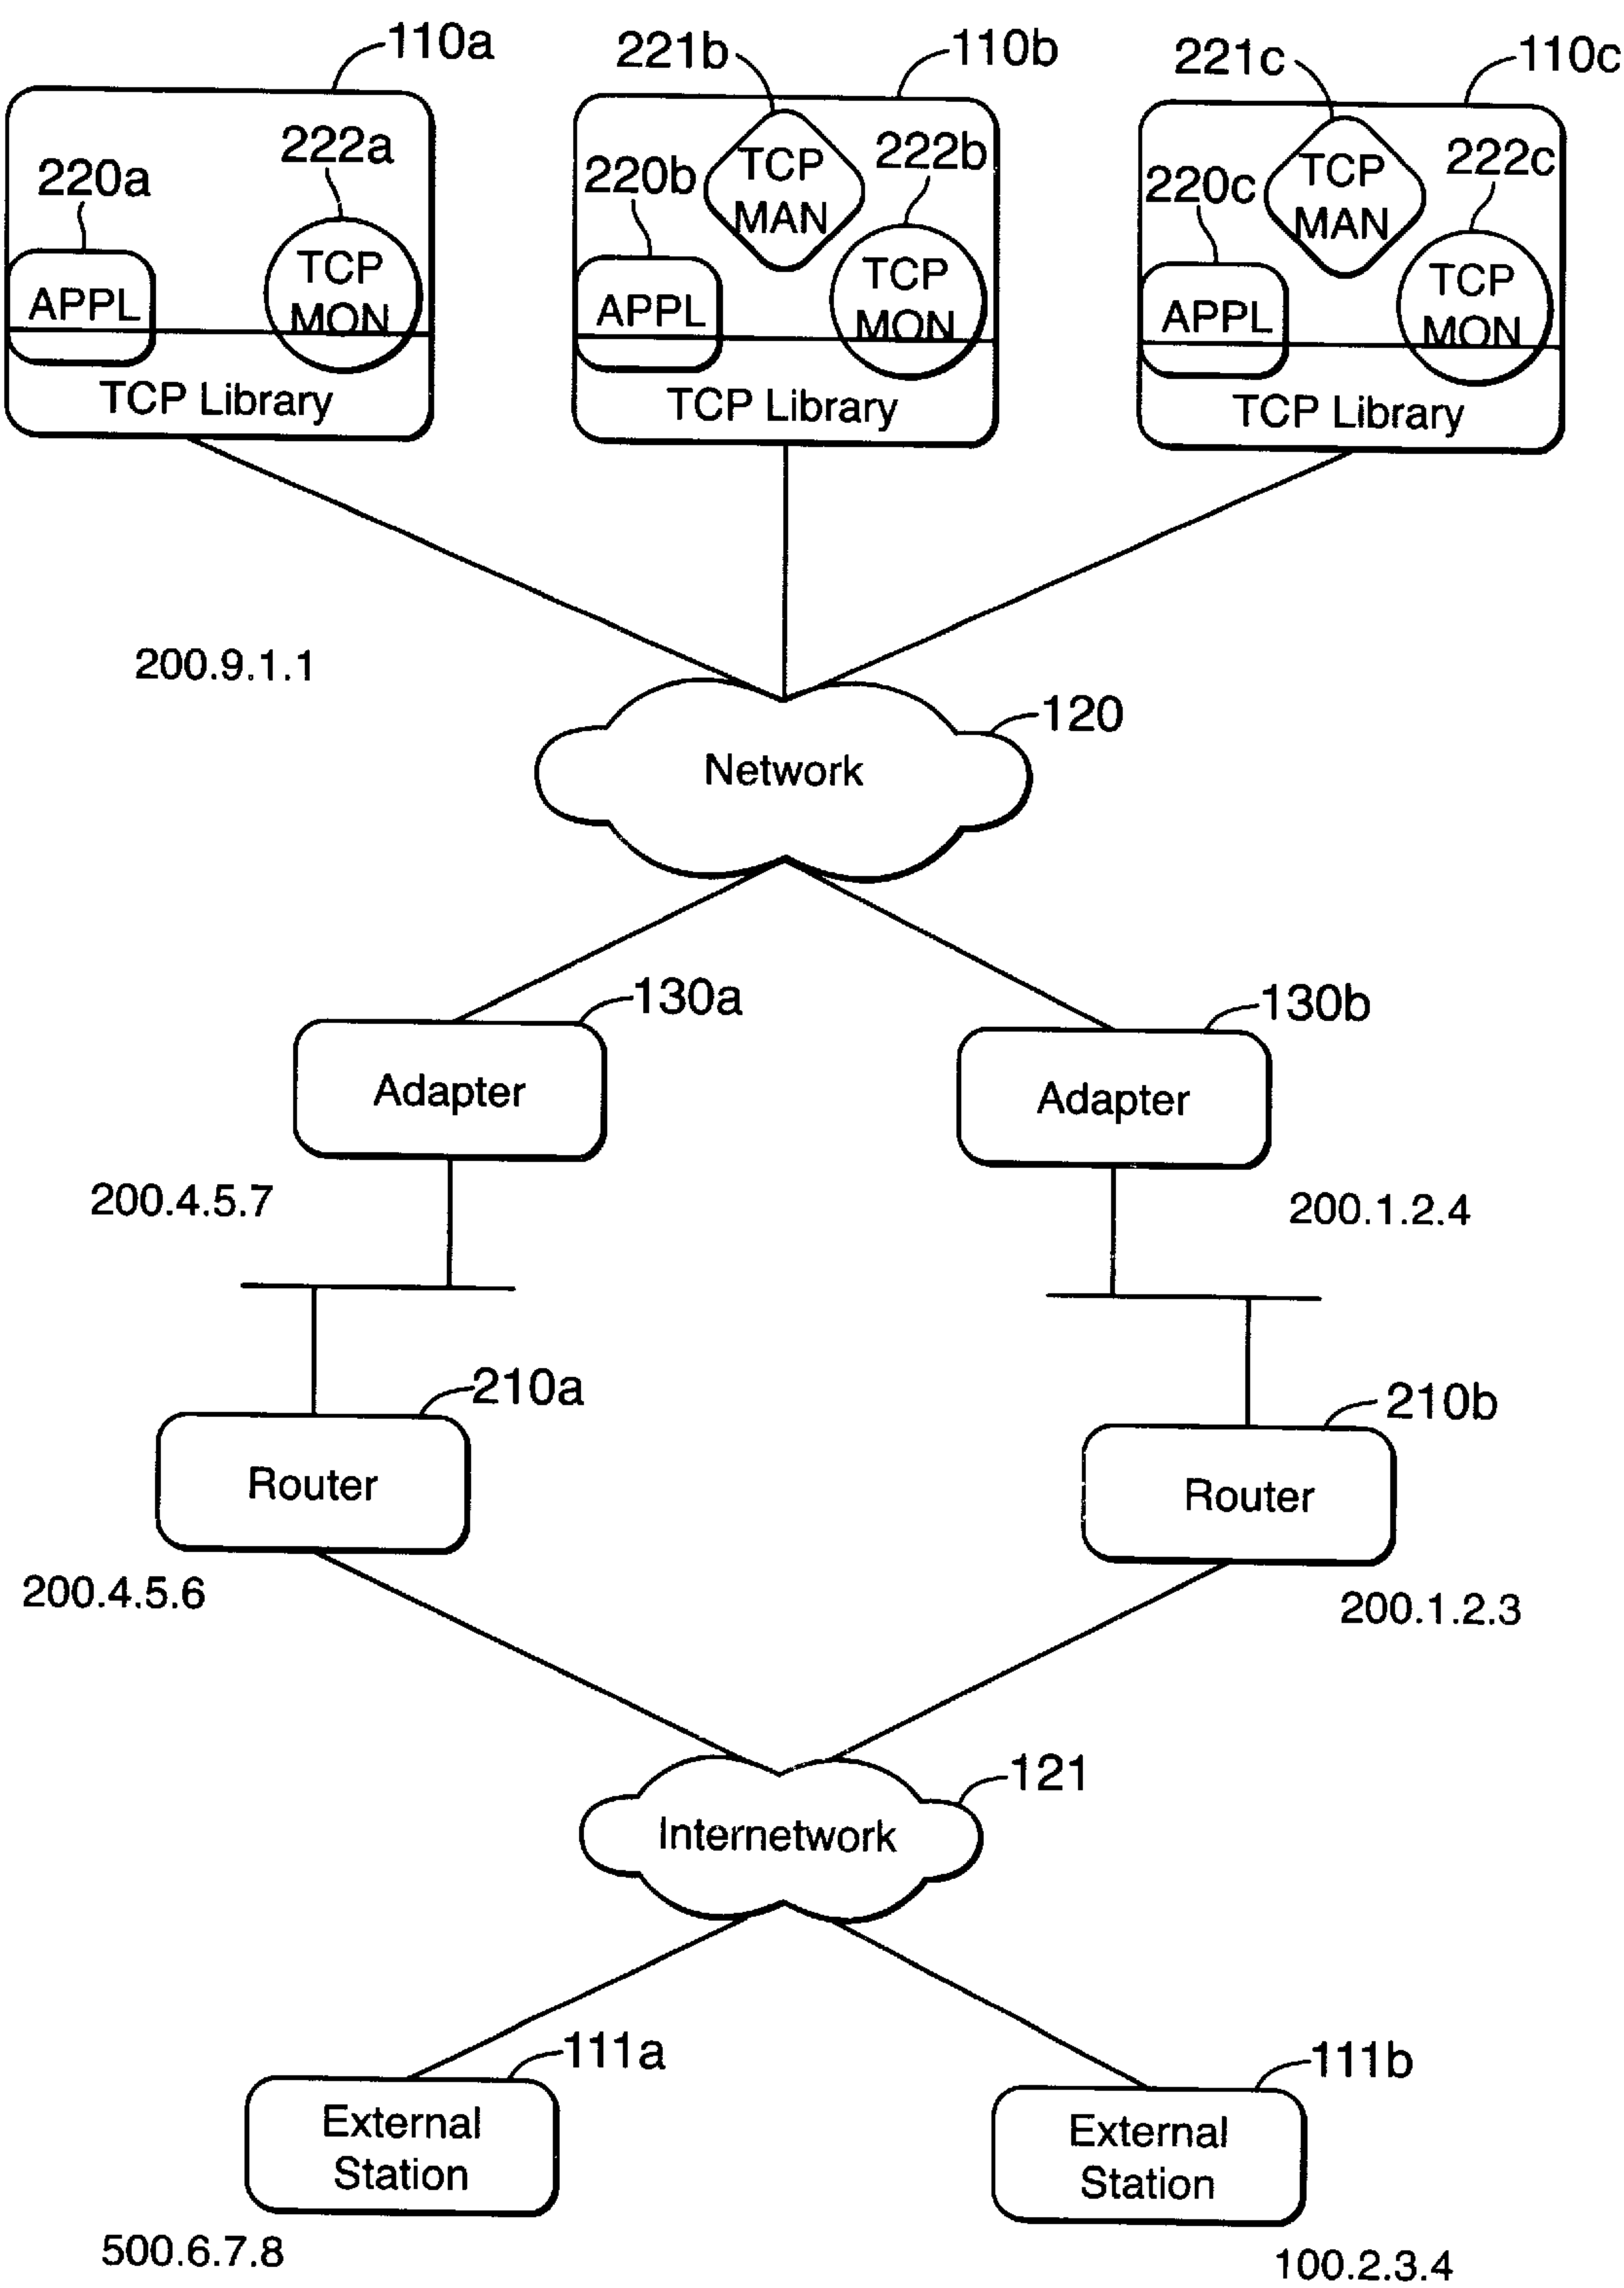 110a
221b
110b
221c
110c
220a
222a
220b
TCP
MAN
222b
220c
TCP
MAN
222c
APPL
TCP
MON
APPL
TCP
MON
APPL
TCP
MON
TCP Library
TCP Library
TCP Library
200.9.1.1
120
Network
130a
130b
Adapter
Adapter
200.4.5.7
200.1.2.4
210a
210b
Router
Router
200.4.5.6
200.1.2.3
121
Internetwork
111a
111b
External
Station
External
Station
500.6.7.8
100.2.3.4